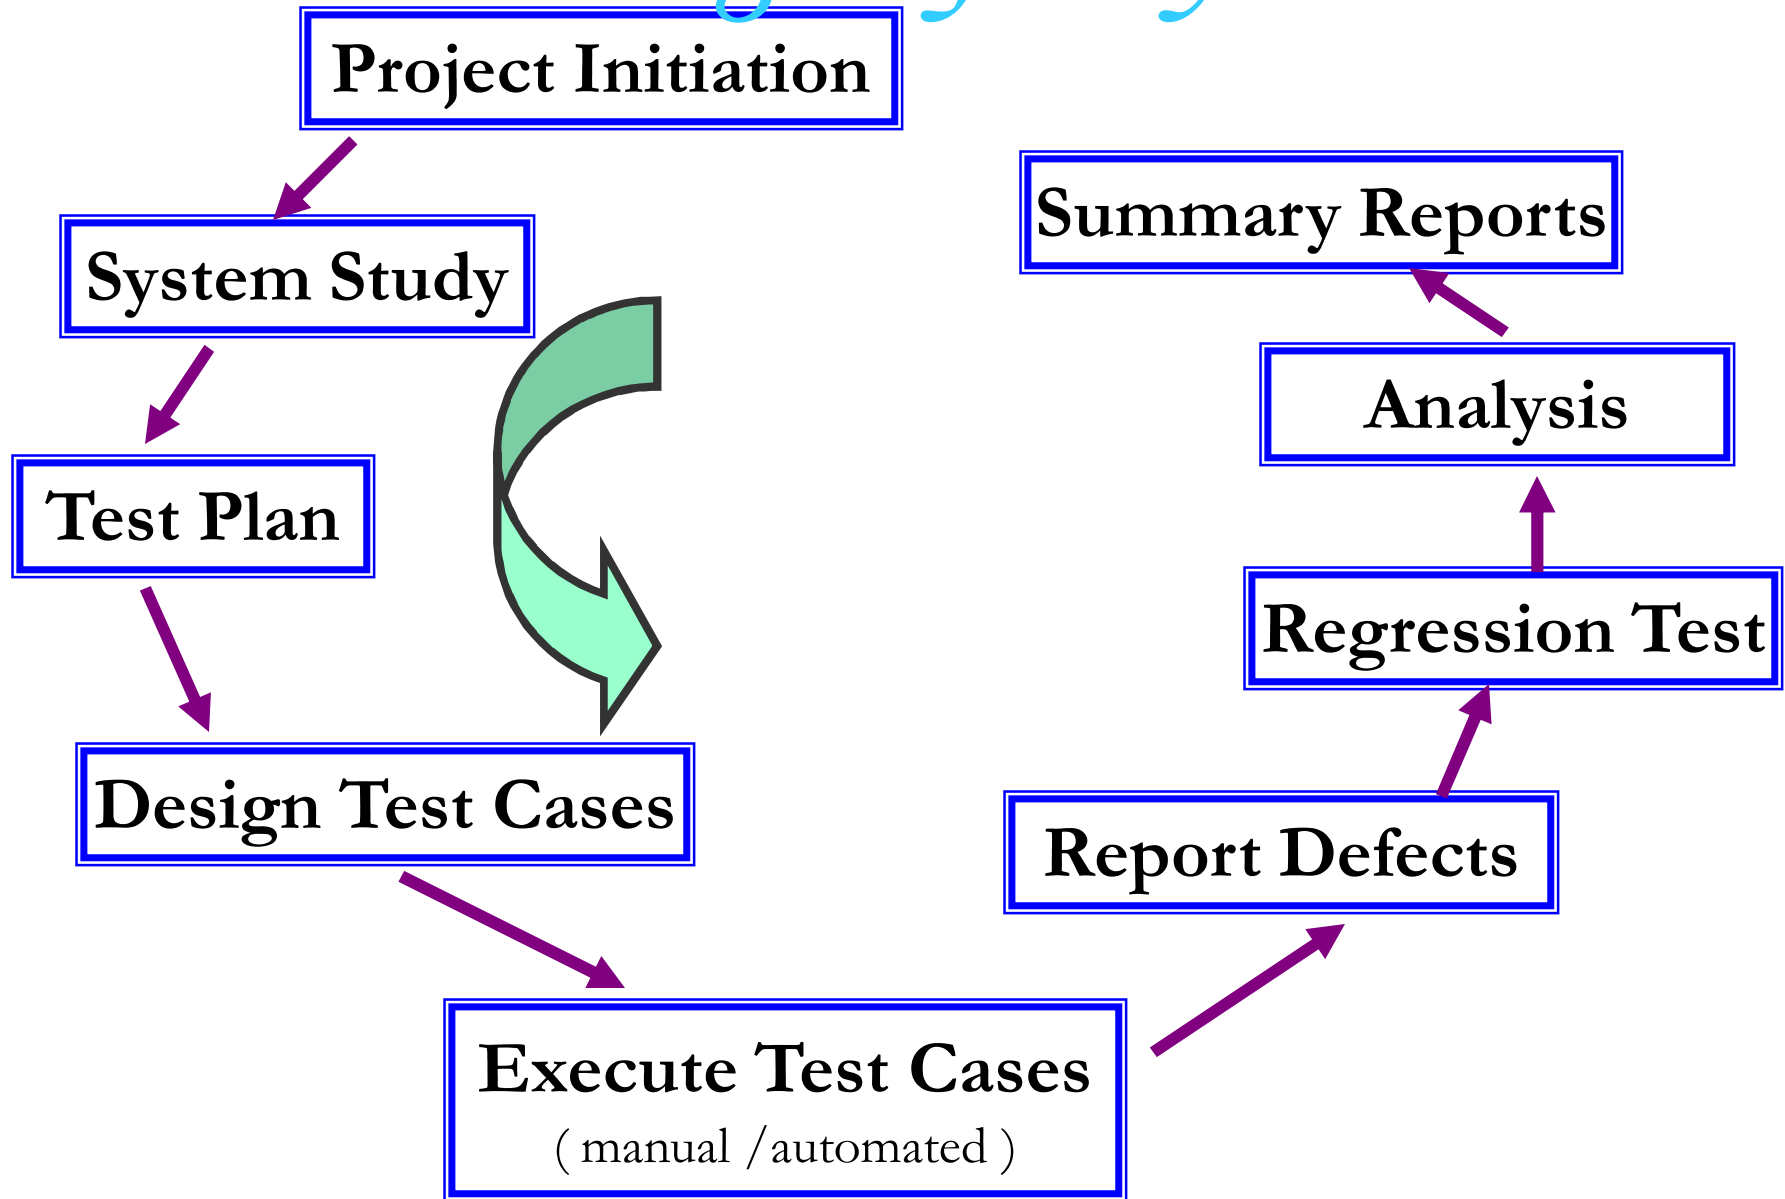 Project Initiation
System Study
Test Plan
Design Test Cases
Execute Test Cases
( manual /automated )
Report Defects
Regression Test
Analysis
Summary Reports